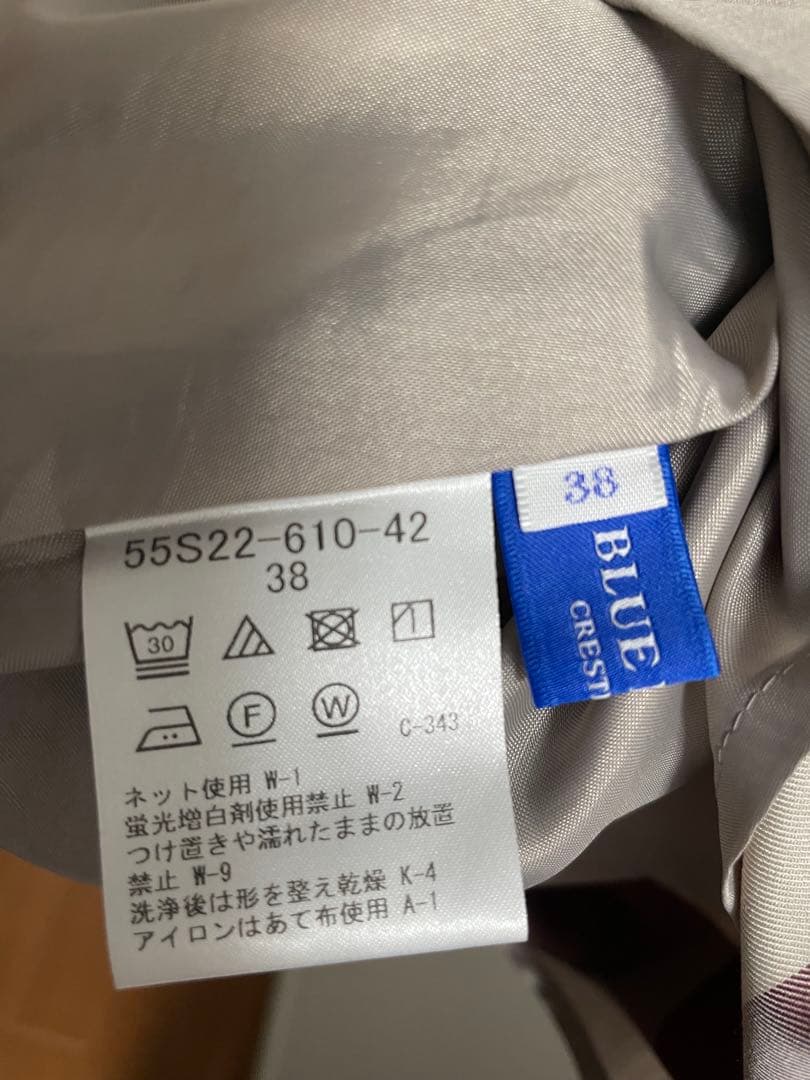 55S22-610-42
38
30
1
F
W
C-343
ネット使用 W-1
蛍光増白剤使用禁止 W-2
つけ置きや濡れたままの放置
禁止 W-9
洗浄後は形を整え乾燥 K-4
アイロンはあて布使用 A-1
38
BLUE
CREST